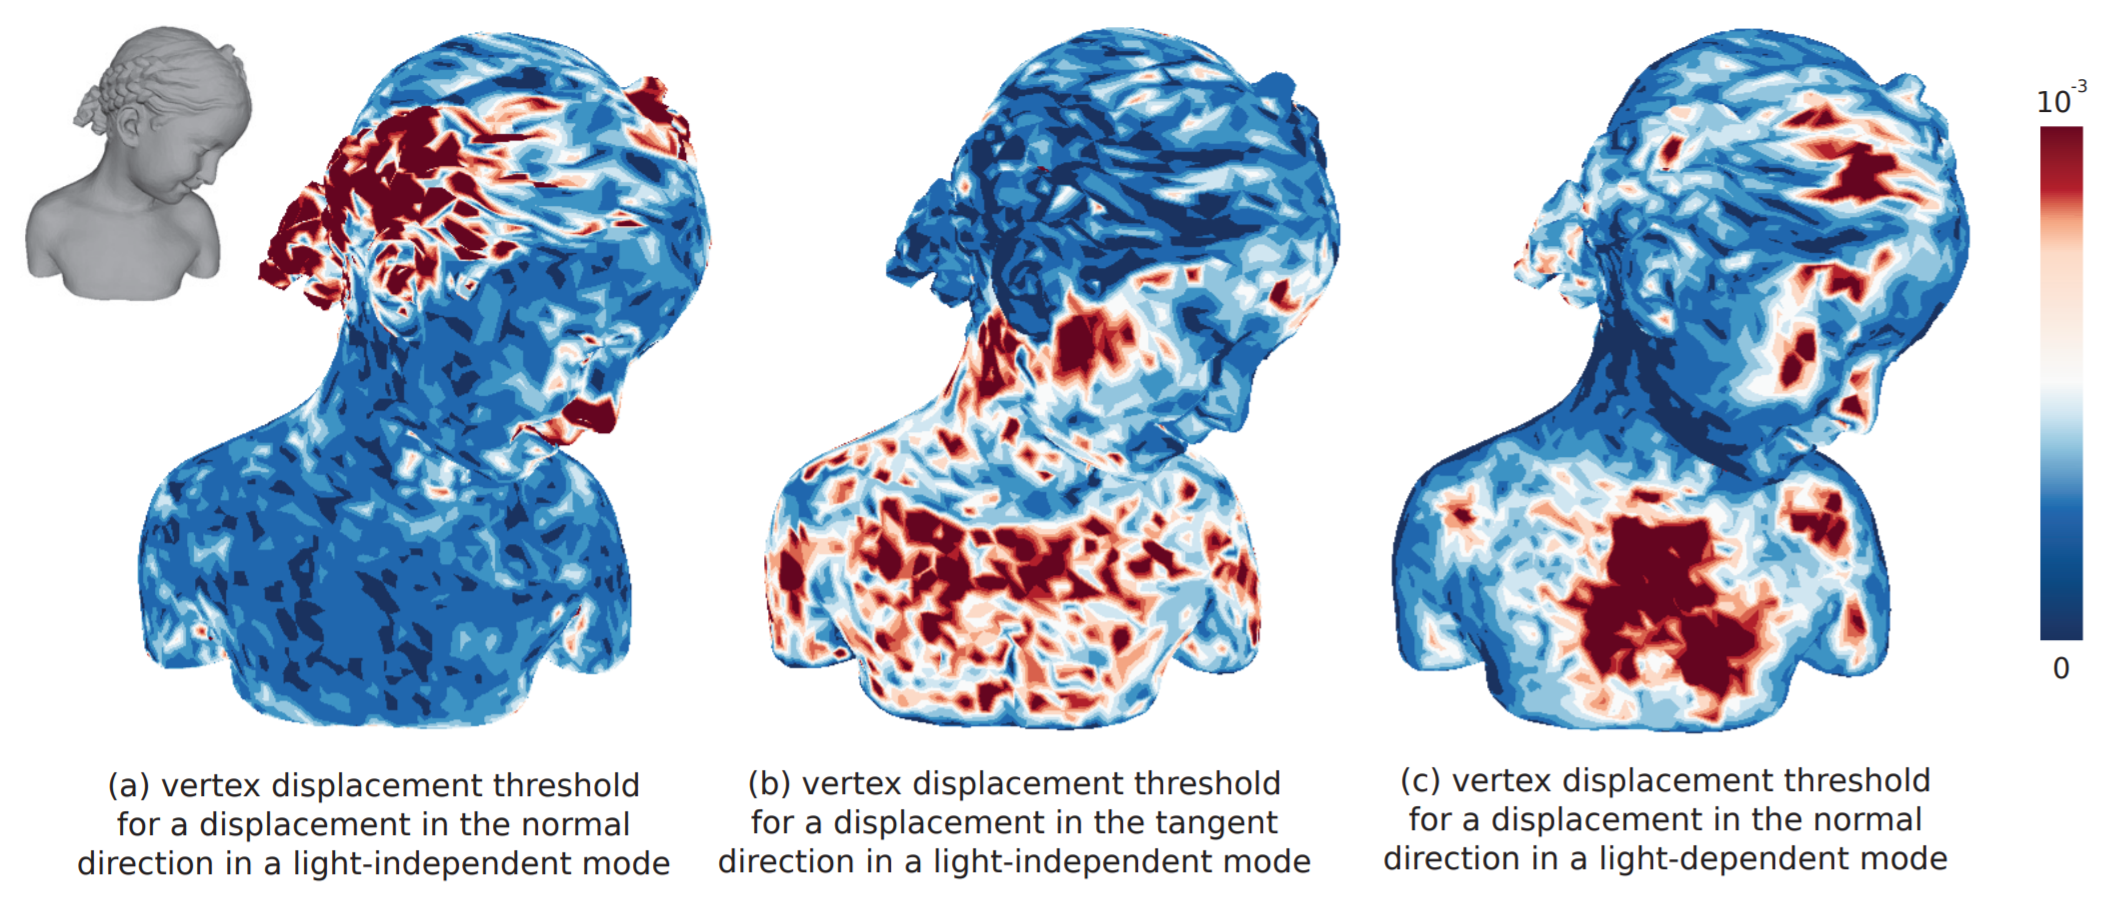 10-3
0
(a) vertex displacement threshold
for a displacement in the normal
direction in a light-independent mode
(b) vertex displacement threshold
for a displacement in the tangent
direction in a light-independent mode
(c) vertex displacement threshold
for a displacement in the normal
direction in a light-dependent mode